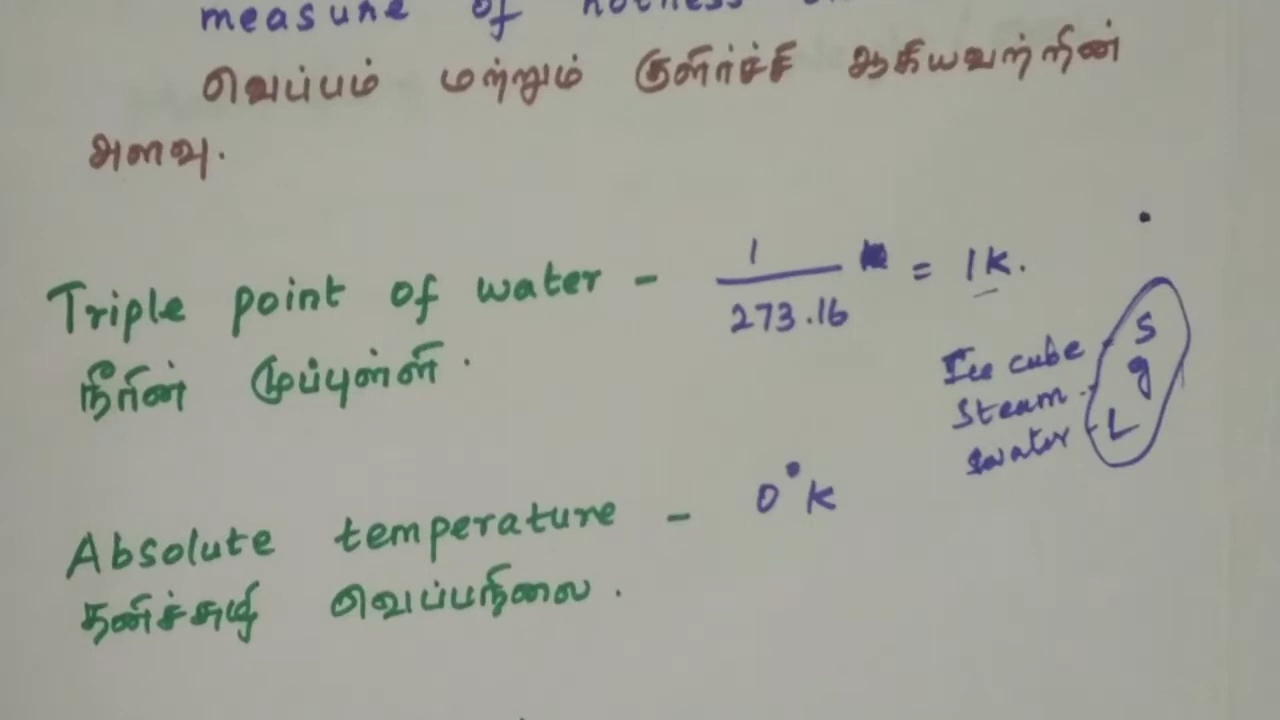 measure of hotness
வெப்பம் மற்றும் குளிர்ச்சி ஆகியவற்றின்
அளவு.
Triple point of water - 1/273.16 = 1K.
நீரின் முப்புள்ளி.
Ice cube - S
Steam - g
water - L
Absolute temperature - 0°K
தனிச்சுழி வெப்பநிலை.